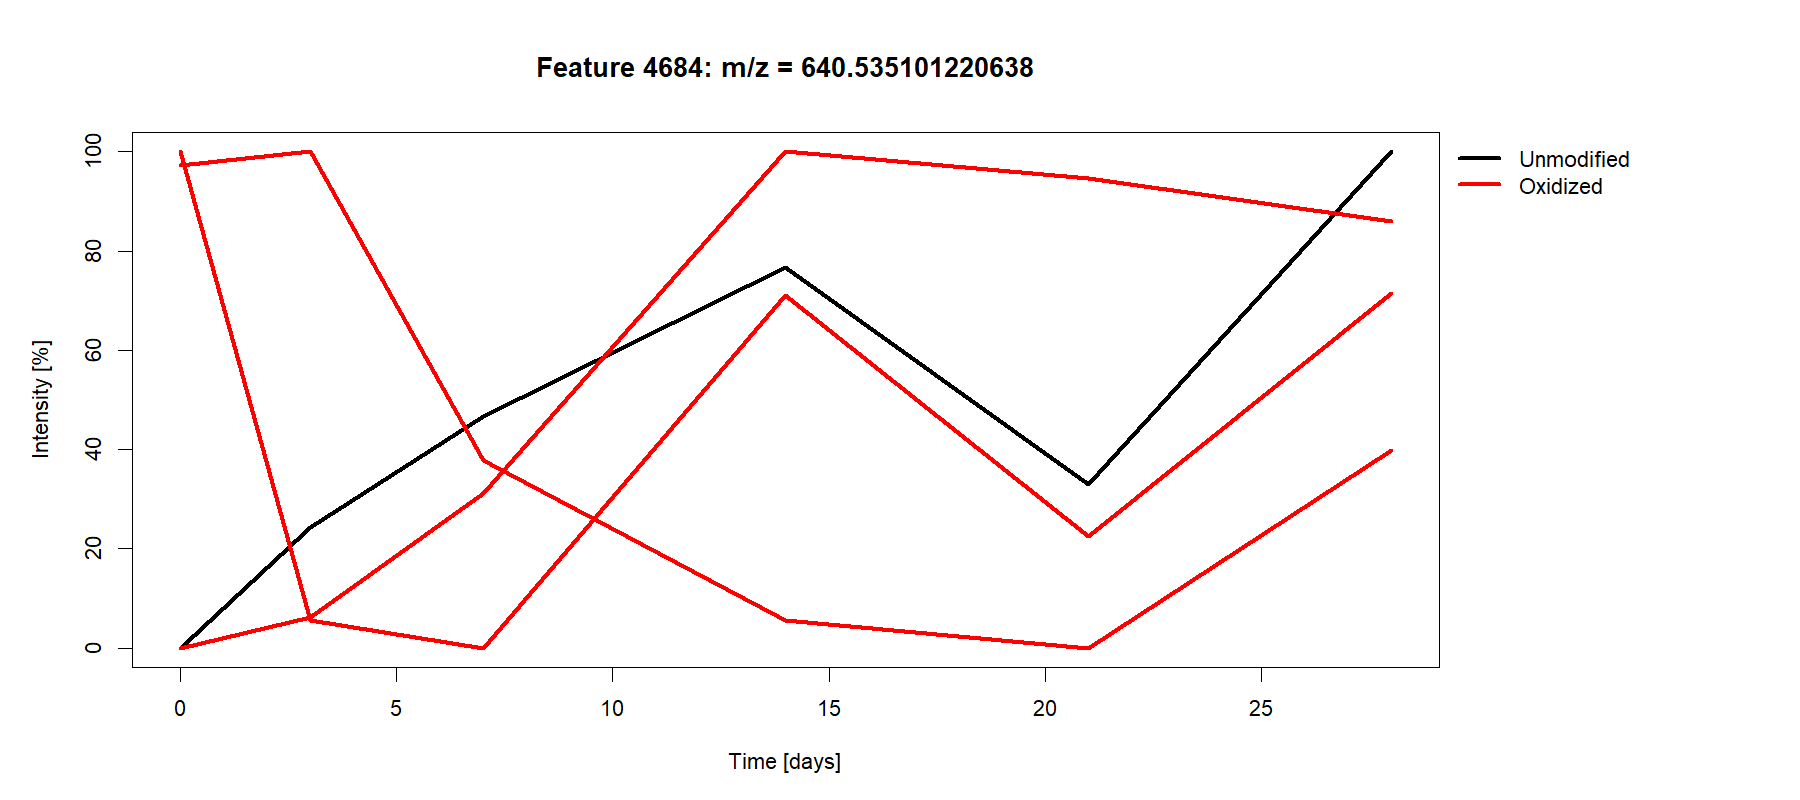 Feature 4684: m/z = 640.535101220638
Unmodified
Oxidized
Intensity [%]
100
80
60
40
20
0
0 5 10 15 20 25
Time [days]